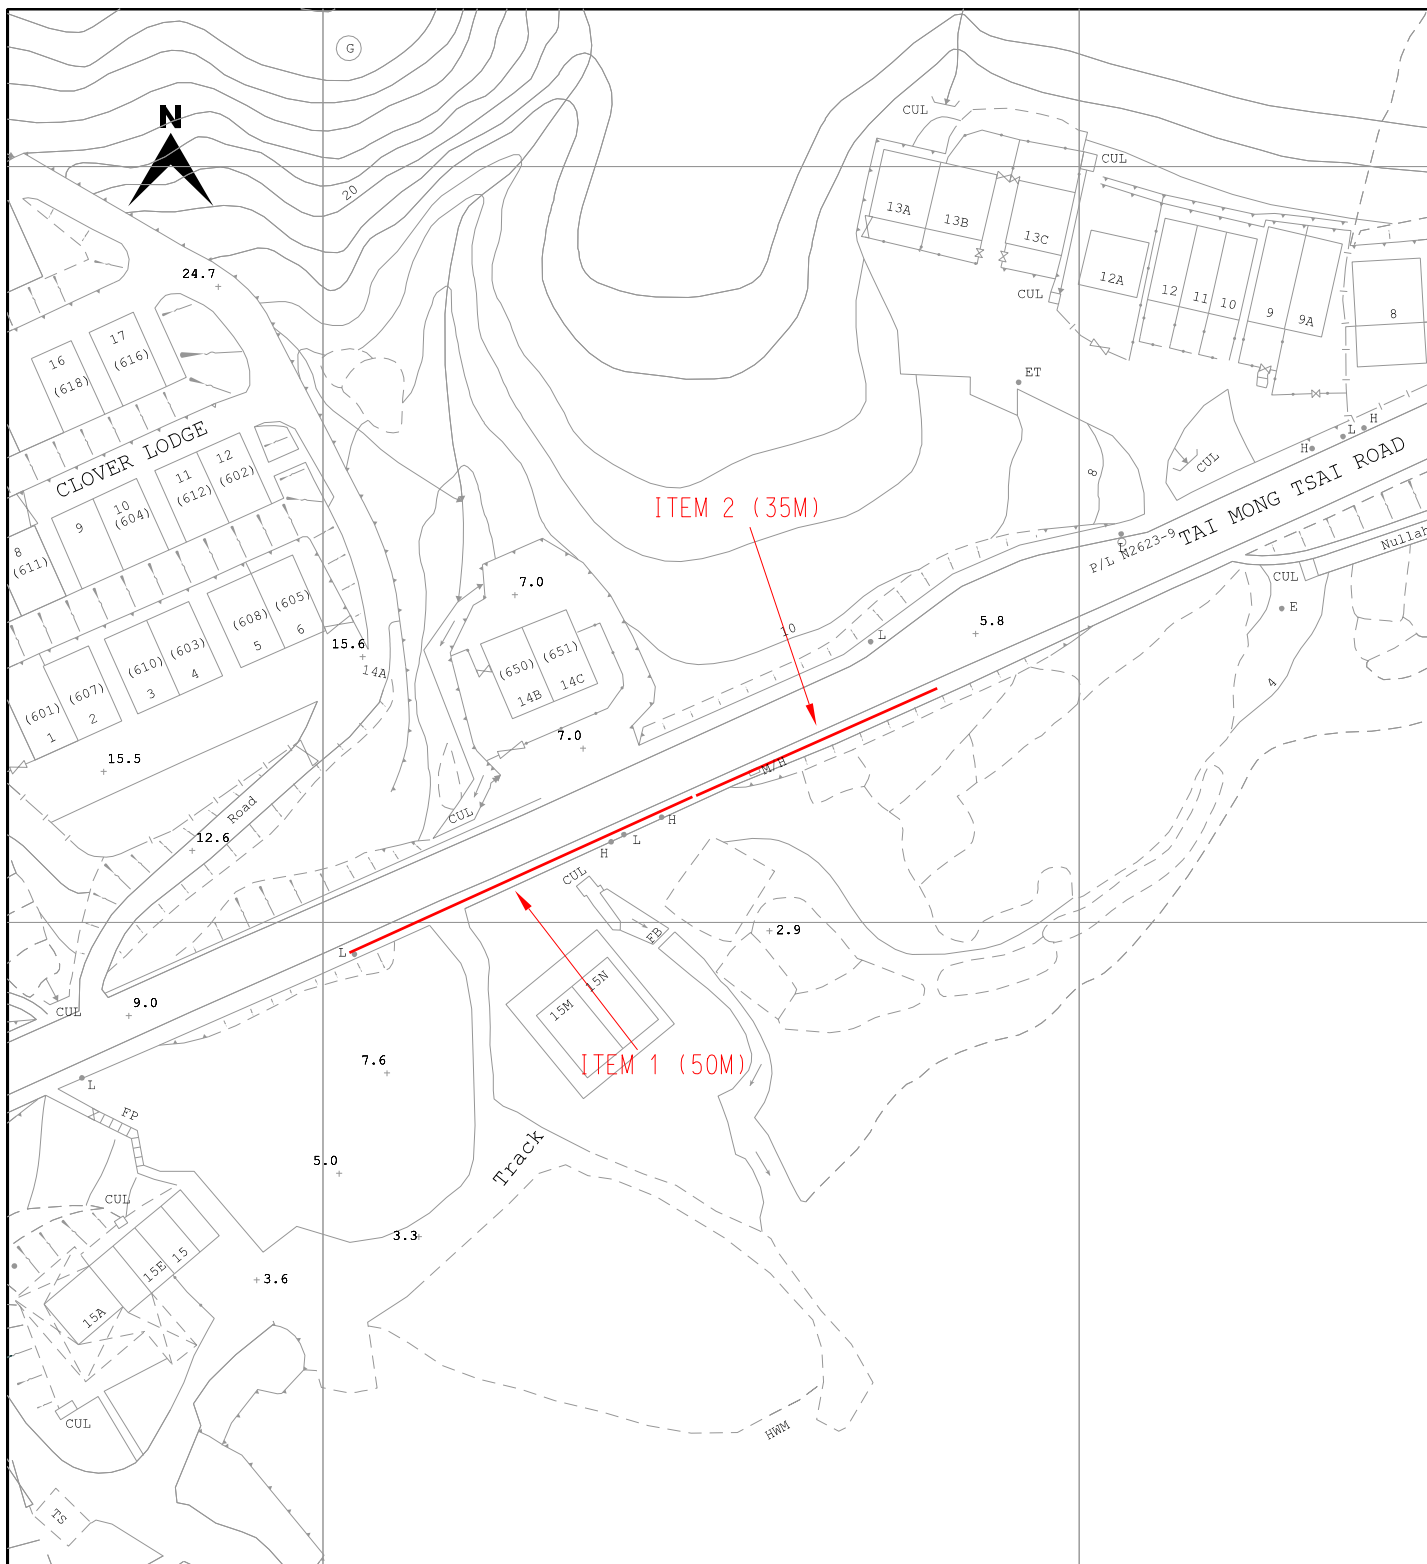 G
N
CUL
20
CUL
13A
13B
13C
24.7
12A
CUL
12
11
10
9
9A
8
17
(616)
16
(618)
ET
CLOVER LODGE
H
L
H
12
(602)
11
(612)
10
(604)
9
8
(611)
CUL
8
TAI MONG TSAI ROAD
ITEM 2 (35M)
P/L N2623-9
Nullah
CUL
E
7.0
(605)
6
(608)
5
(603)
4
(610)
3
(607)
2
(601)
1
15.6
14A
(650)
(651)
14B
14C
10
L
5.8
4
15.5
7.0
M/H
Road
12.6
CUL
H
L
H
CUL
FB
2.9
L
15M
15N
9.0
CUL
ITEM 1 (50M)
7.6
L
FP
5.0
Track
CUL
3.3
15
15E
15A
3.6
CUL
HWM
TS